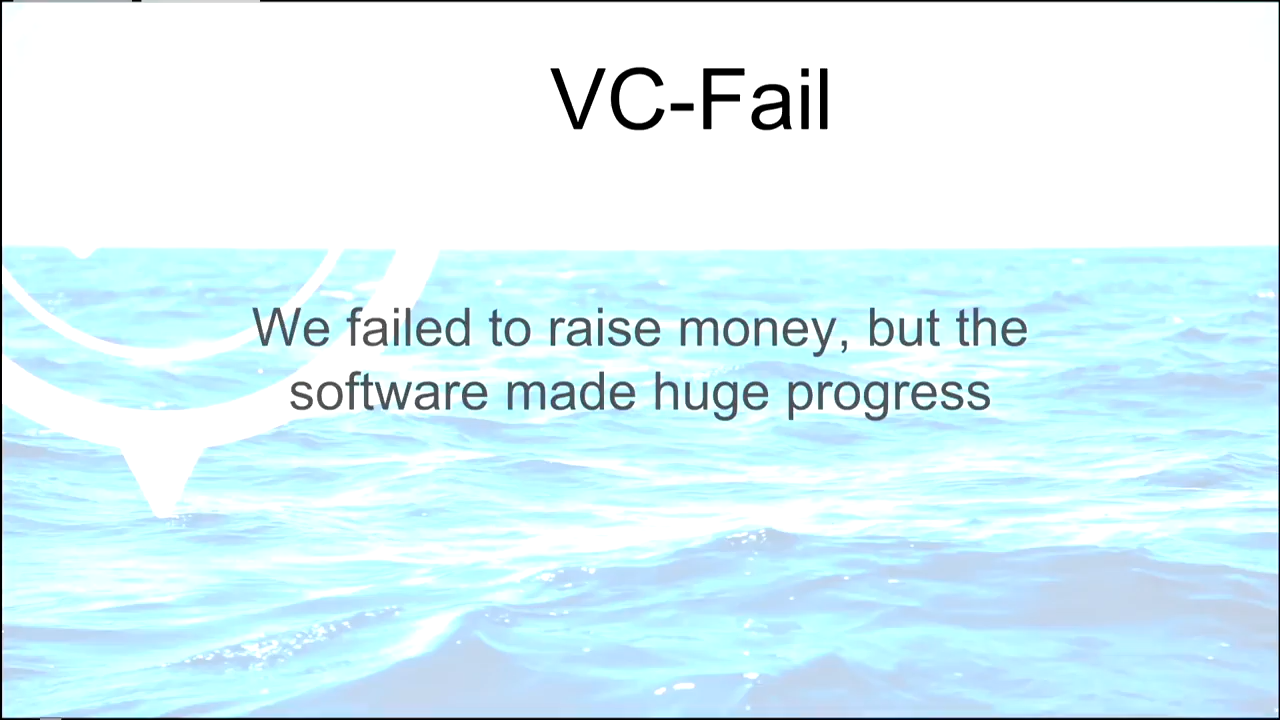 VC-Fail
We failed to raise money, but the
software made huge progress